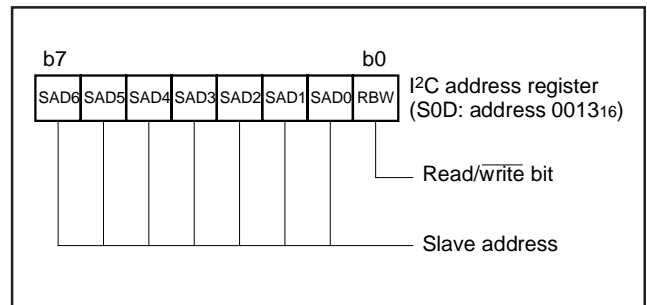 b7 b0
SAD6 SAD5 SAD4 SAD3 SAD2 SAD1 SAD0 RBW I²C address register
(S0D: address 0013₁₆)
Read/w̅r̅i̅t̅e̅ bit
Slave address